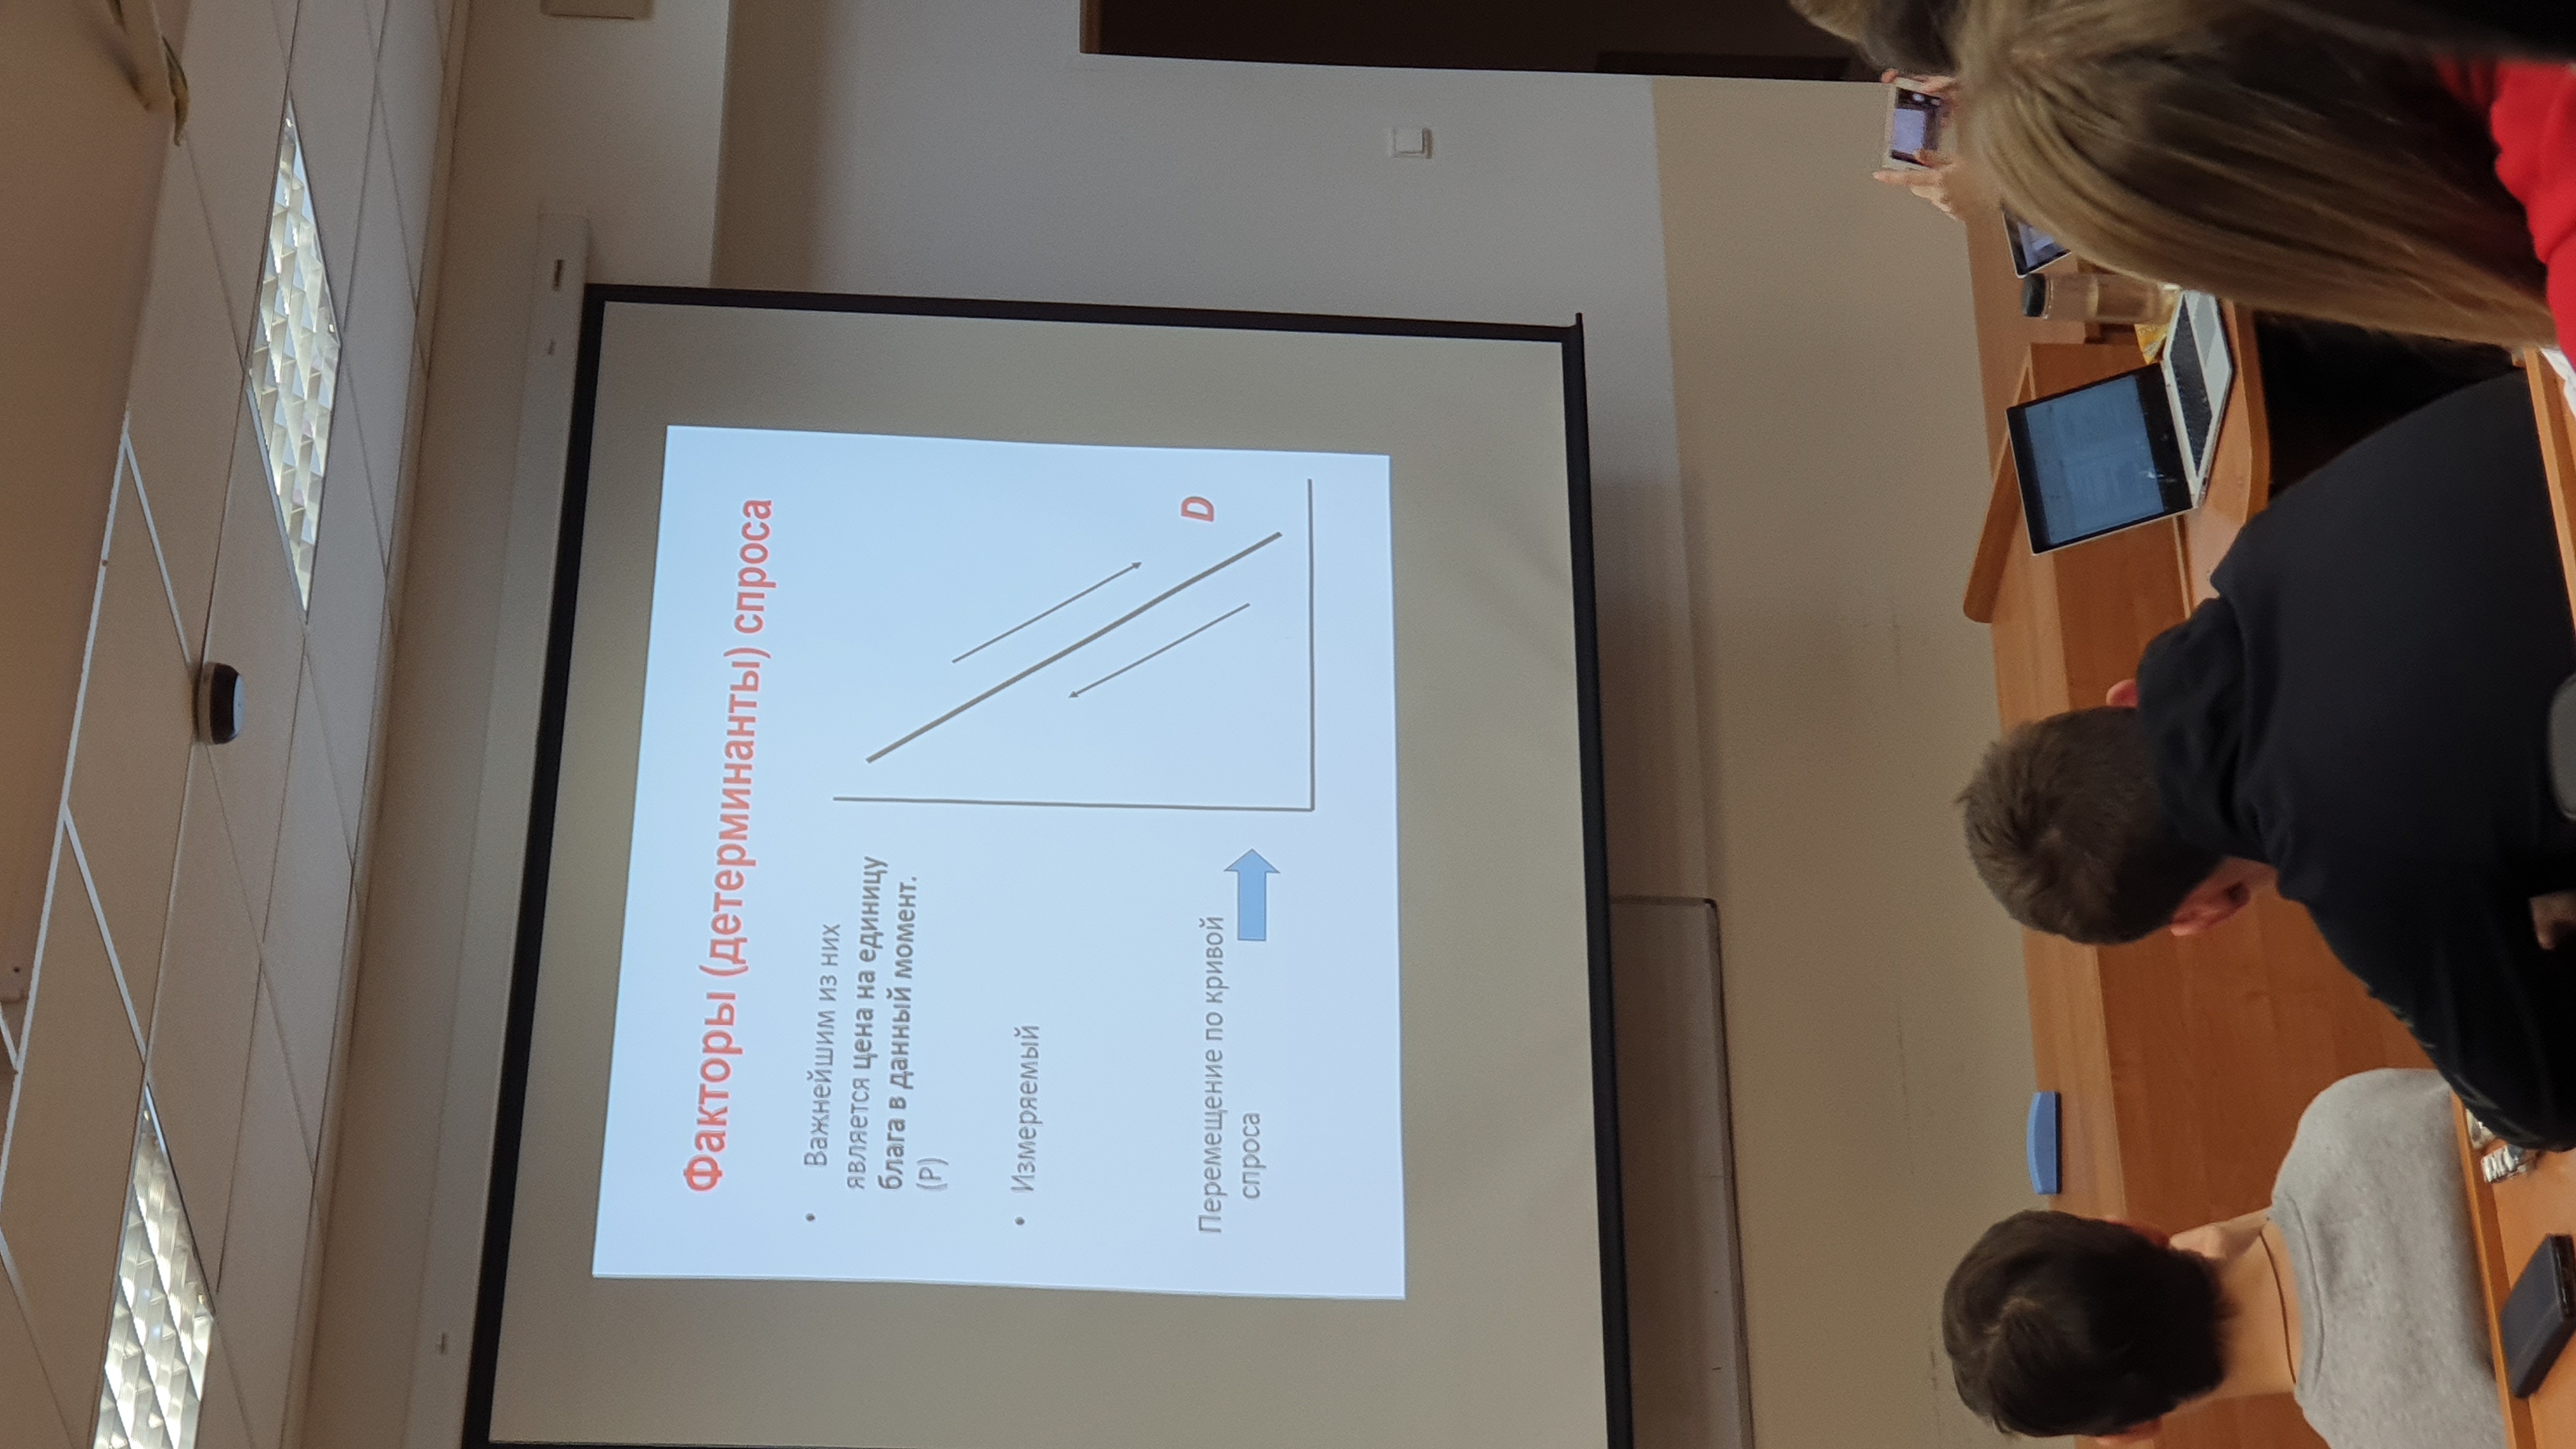 Факторы (детерминанты) спроса
• Важнейшим из них
является цена на единицу
блага в данный момент.
(P)
• Измеряемый
Перемещение по кривой
спроса
D